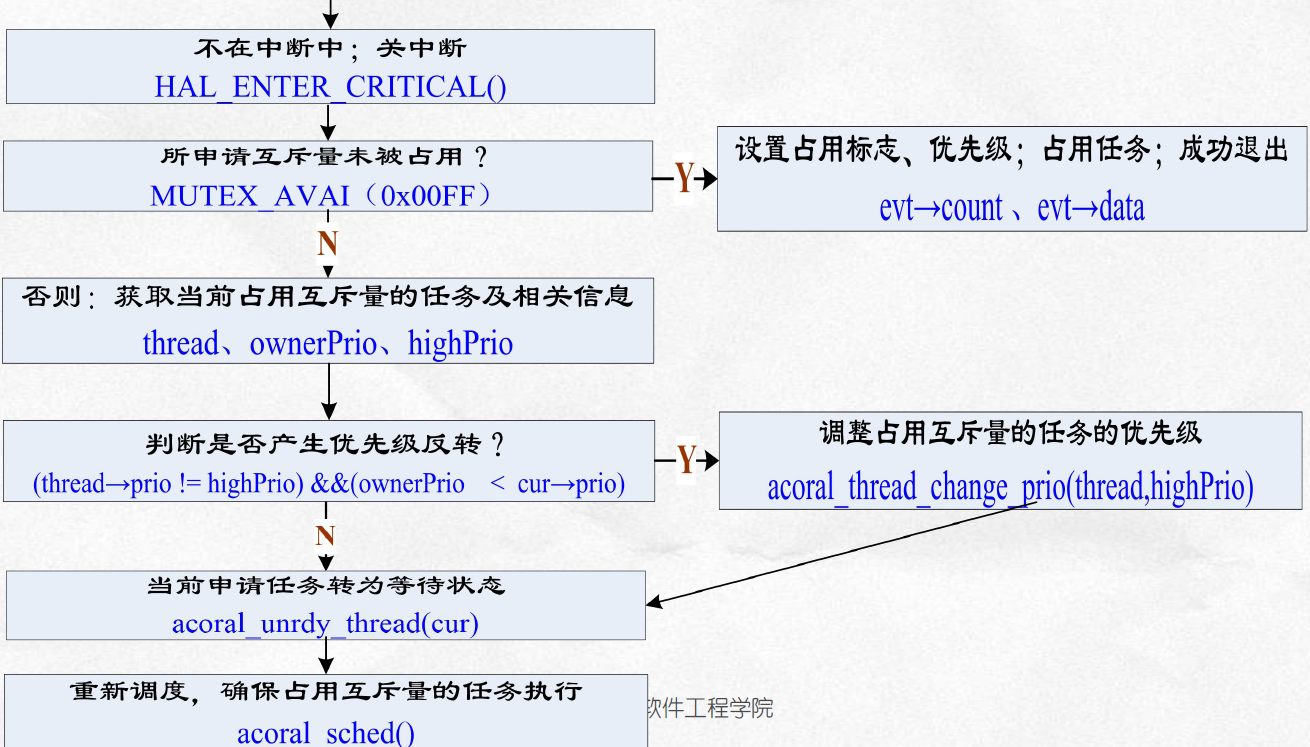 不在中断中；关中断
HAL_ENTER_CRITICAL()
所申请互斥量未被占用？
MUTEX_AVAI（0x00FF）
Y
设置占用标志、优先级；占用任务；成功退出
evt→count 、evt→data
N
否则：获取当前占用互斥量的任务及相关信息
thread、ownerPrio、highPrio
判断是否产生优先级反转？
(thread→prio != highPrio) &&(ownerPrio < cur→prio)
Y
调整占用互斥量的任务的优先级
acoral_thread_change_prio(thread,highPrio)
N
当前申请任务转为等待状态
acoral_unrdy_thread(cur)
重新调度，确保占用互斥量的任务执行
acoral_sched()
软件工程学院